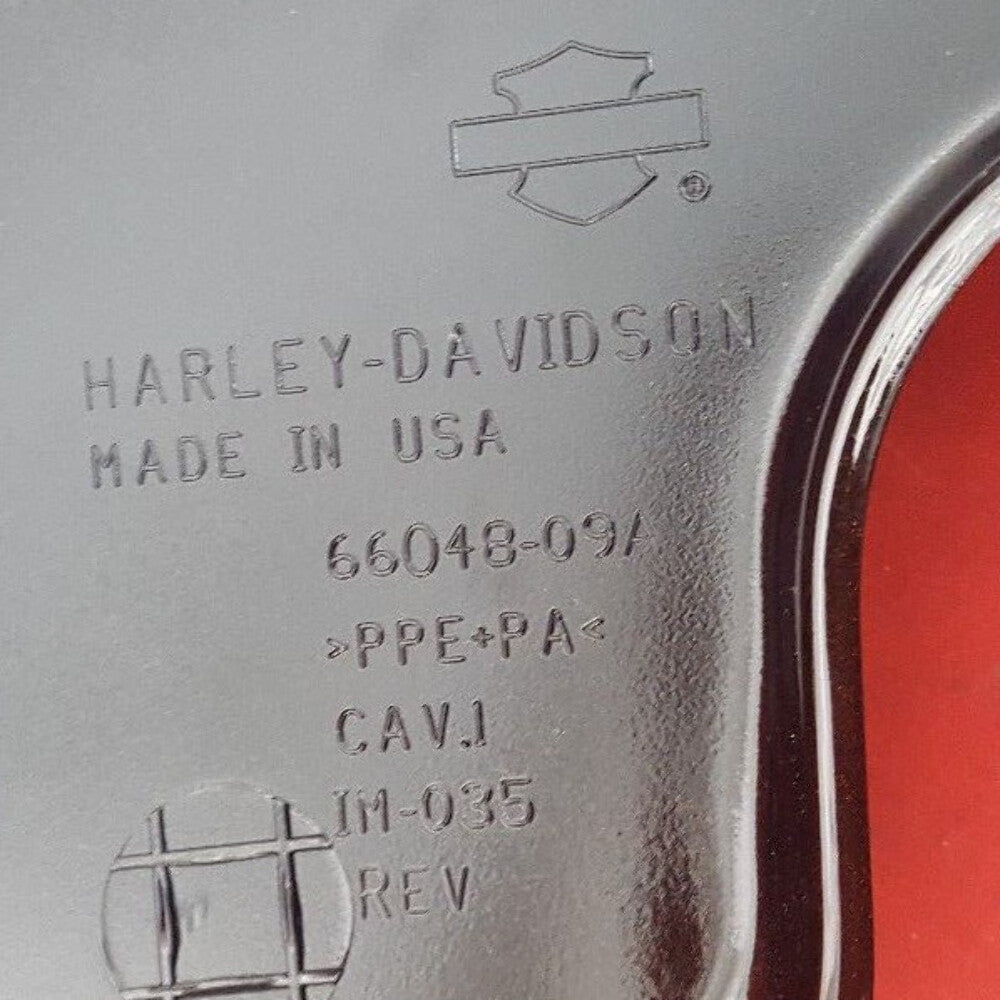 ®
HARLEY-DAVIDSON
MADE IN USA
66048-09A
>PPE+PA<
CAV.1
IM-035
REV